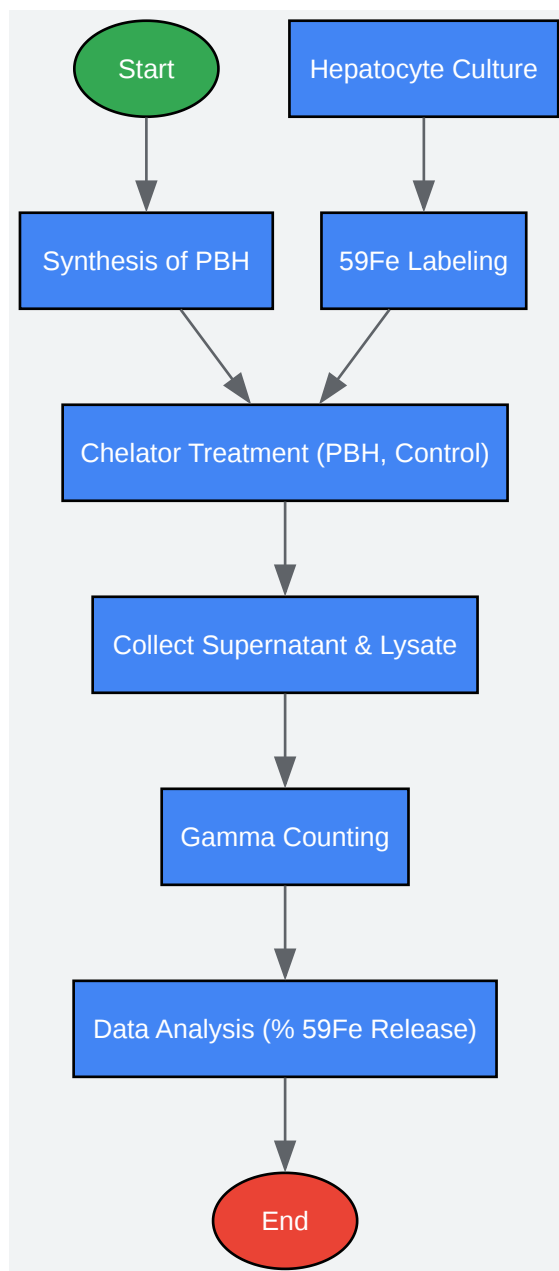 Start
Hepatocyte Culture
Synthesis of PBH
59Fe Labeling
Chelator Treatment (PBH, Control)
Collect Supernatant & Lysate
Gamma Counting
Data Analysis (% 59Fe Release)
End